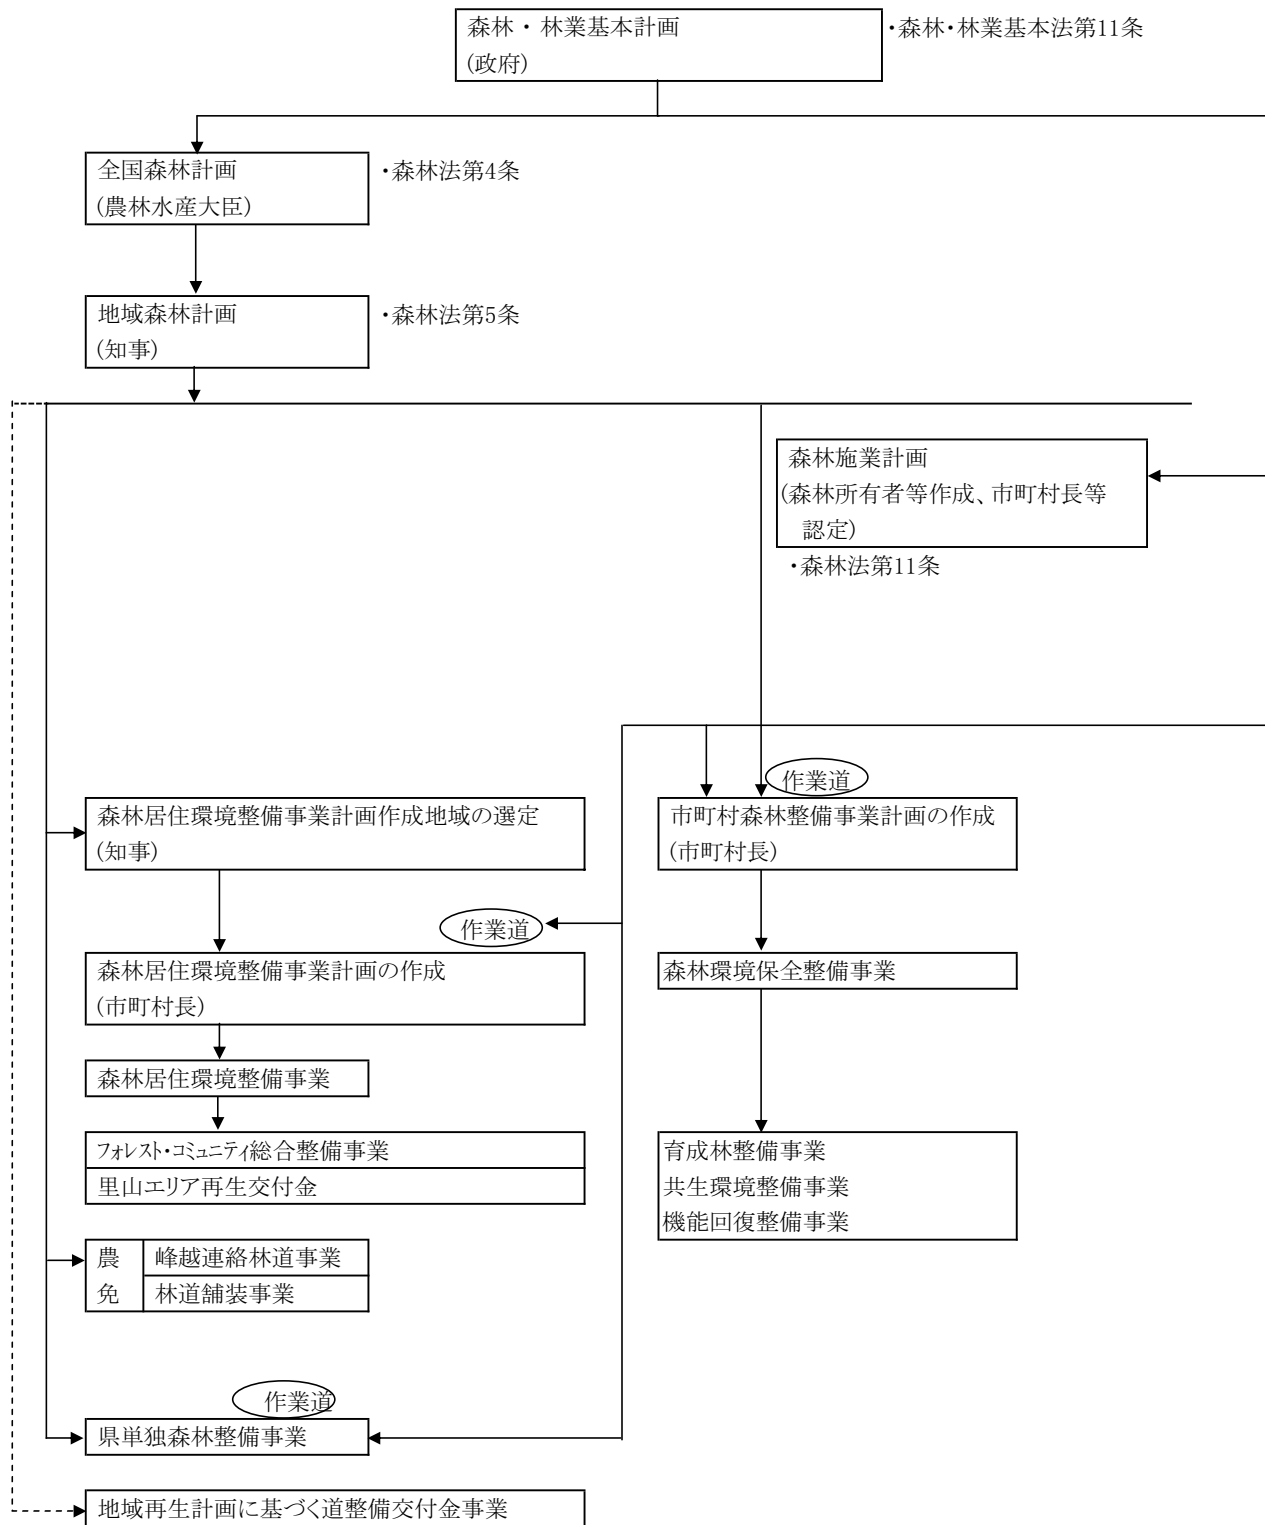 森林・林業基本計画
(政府)
・森林・林業基本法第11条
全国森林計画
(農林水産大臣)
・森林法第4条
地域森林計画
(知事)
・森林法第5条
森林施業計画
(森林所有者等作成、市町村長等
認定)
・森林法第11条
作業道
森林居住環境整備事業計画作成地域の選定
(知事)
市町村森林整備事業計画の作成
(市町村長)
作業道
森林居住環境整備事業計画の作成
(市町村長)
森林環境保全整備事業
森林居住環境整備事業
フォレスト・コミュニティ総合整備事業
里山エリア再生交付金
育成林整備事業
共生環境整備事業
機能回復整備事業
農免
峰越連絡林道事業
林道舗装事業
作業道
県単独森林整備事業
地域再生計画に基づく道整備交付金事業